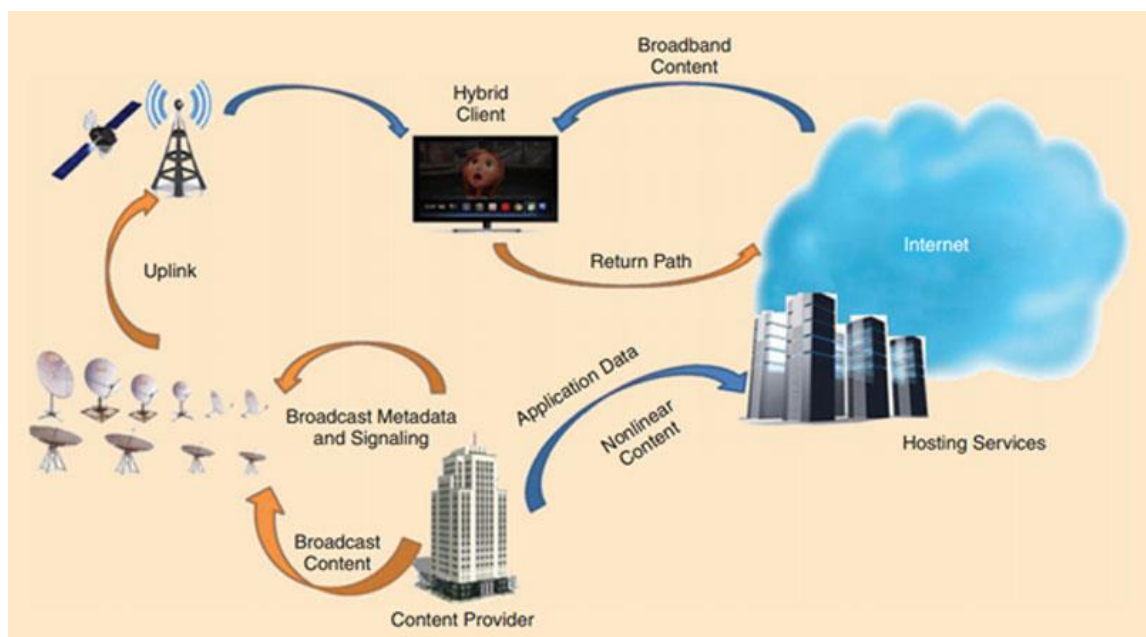 Broadband
Content
Hybrid
Client
Internet
Return Path
Uplink
Application Data
Nonlinear
Content
Broadcast Metadata
and Signaling
Hosting Services
Broadcast
Content
Content Provider